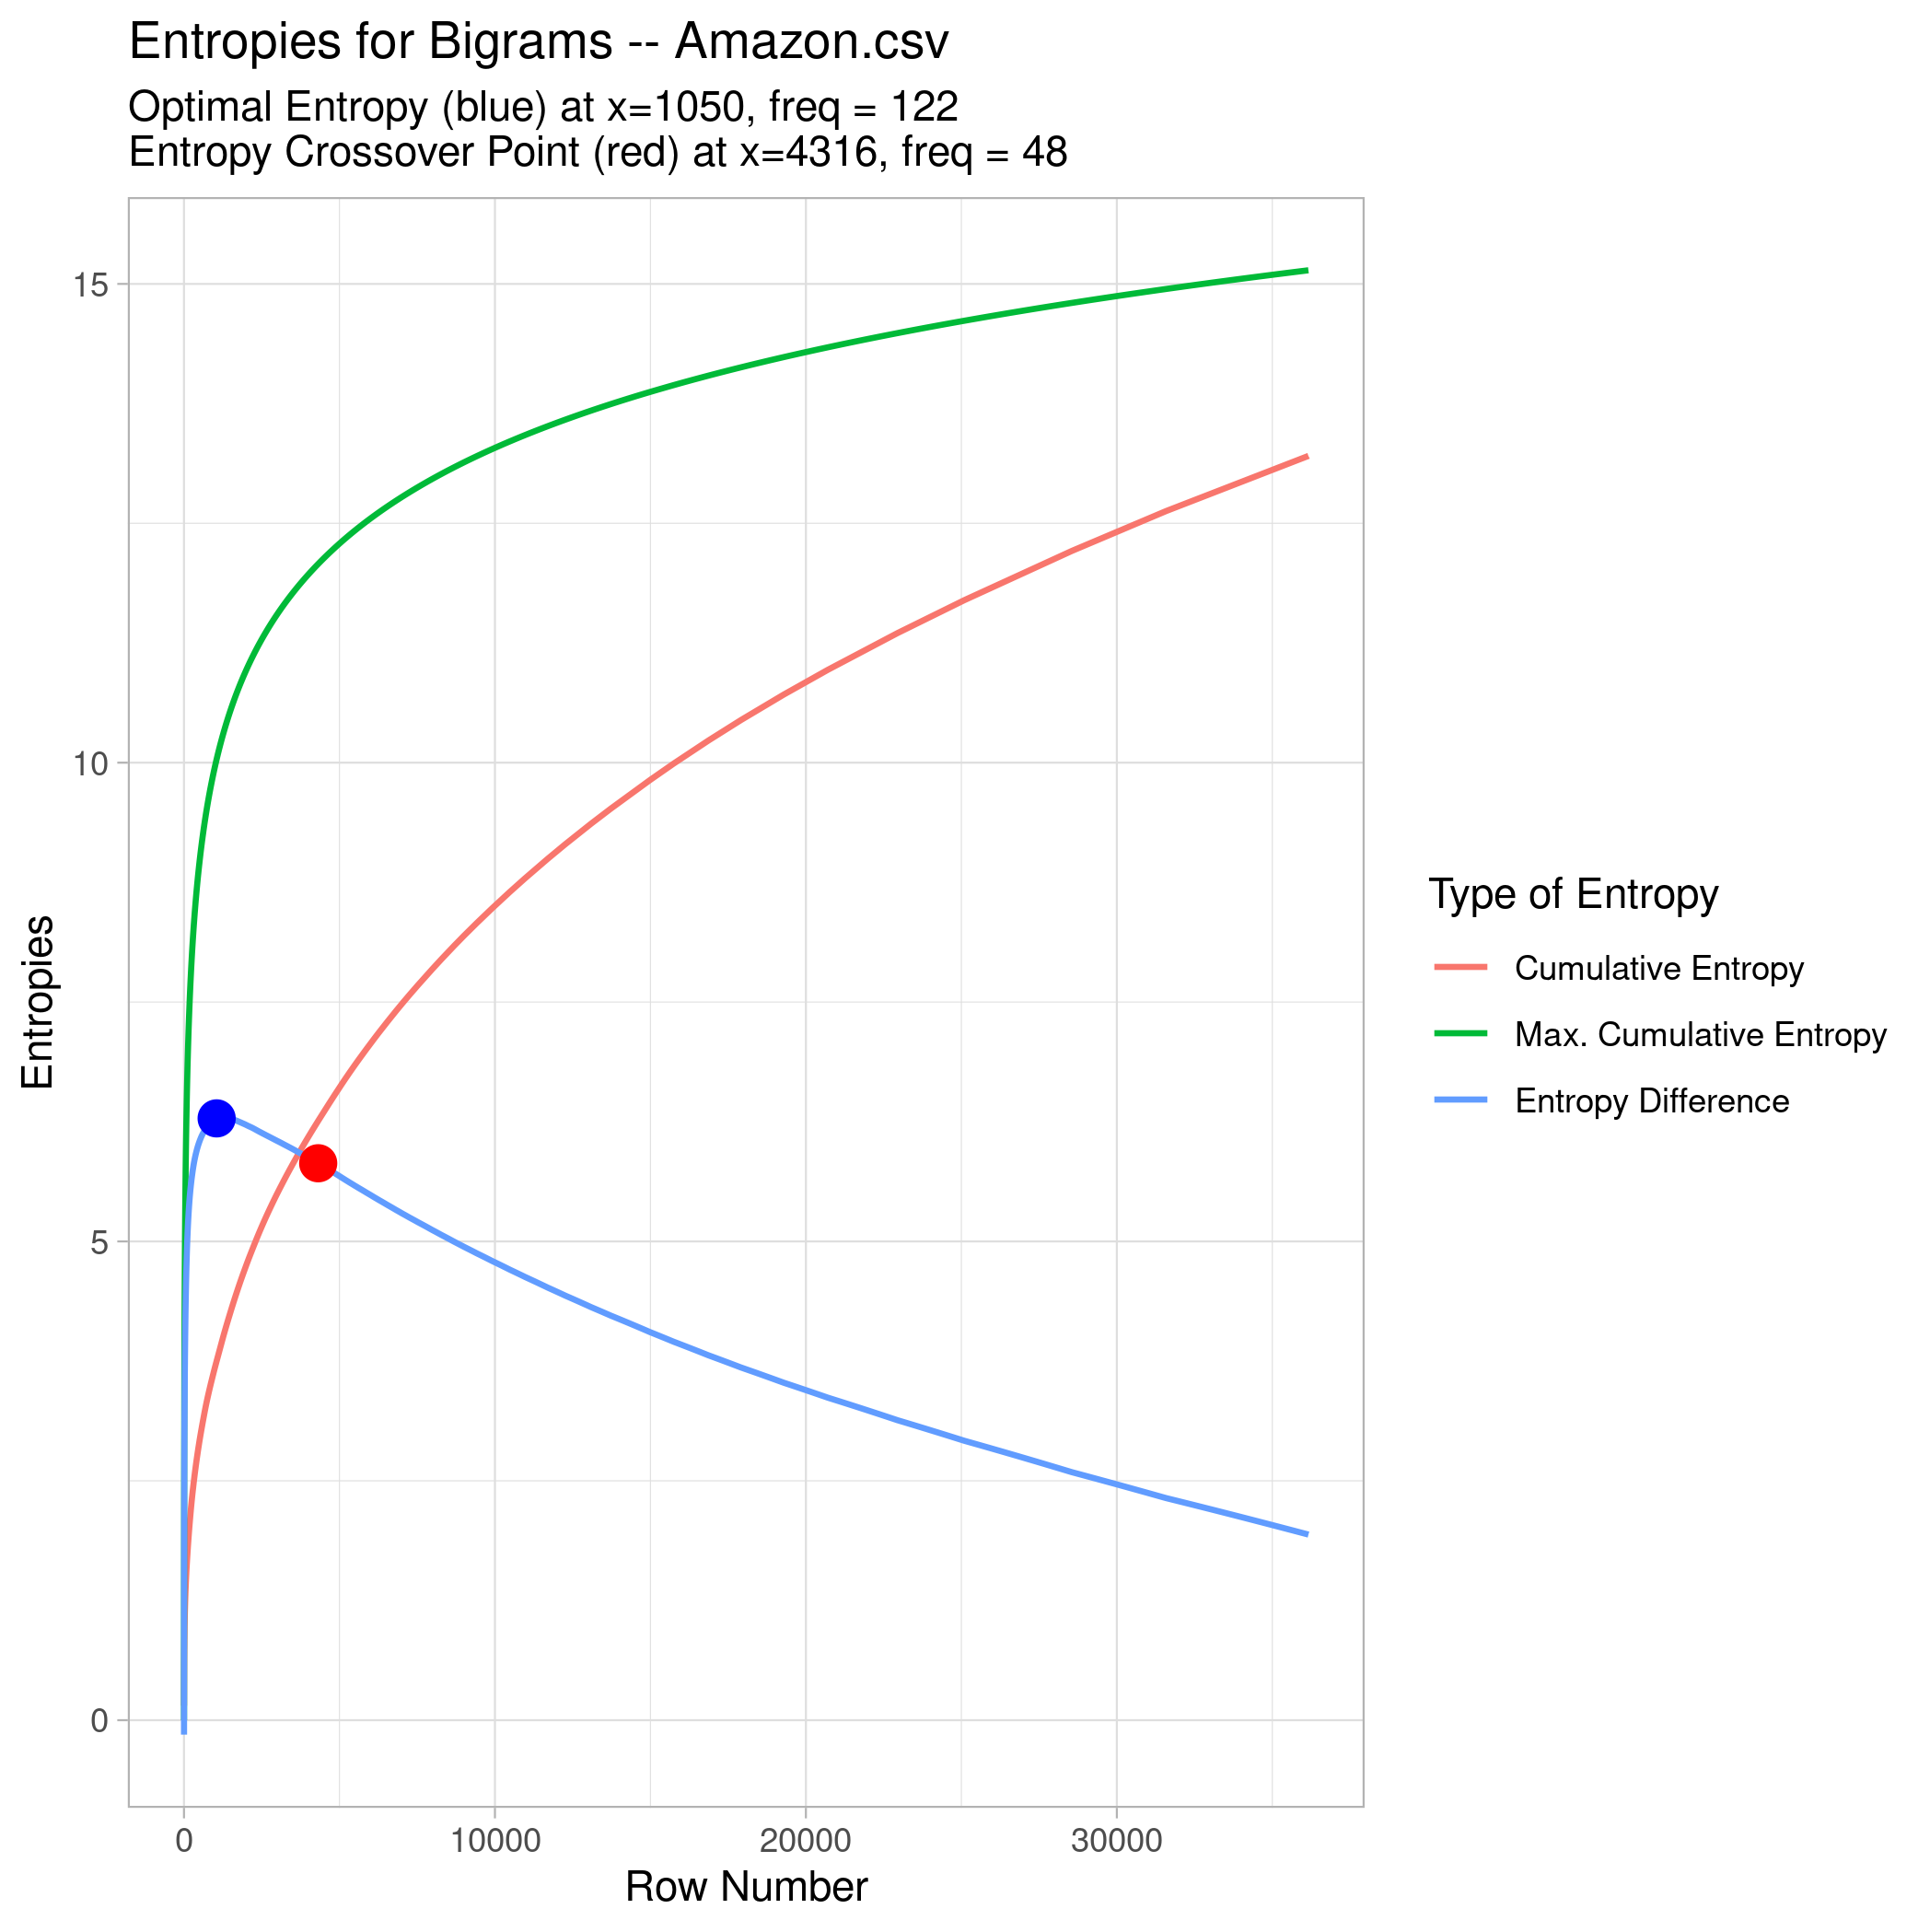 Entropies for Bigrams -- Amazon.csv
Optimal Entropy (blue) at x=1050, freq = 122
Entropy Crossover Point (red) at x=4316, freq = 48
15
10
5
0
Entropies
0
10000
20000
30000
Row Number
Type of Entropy
Cumulative Entropy
Max. Cumulative Entropy
Entropy Difference